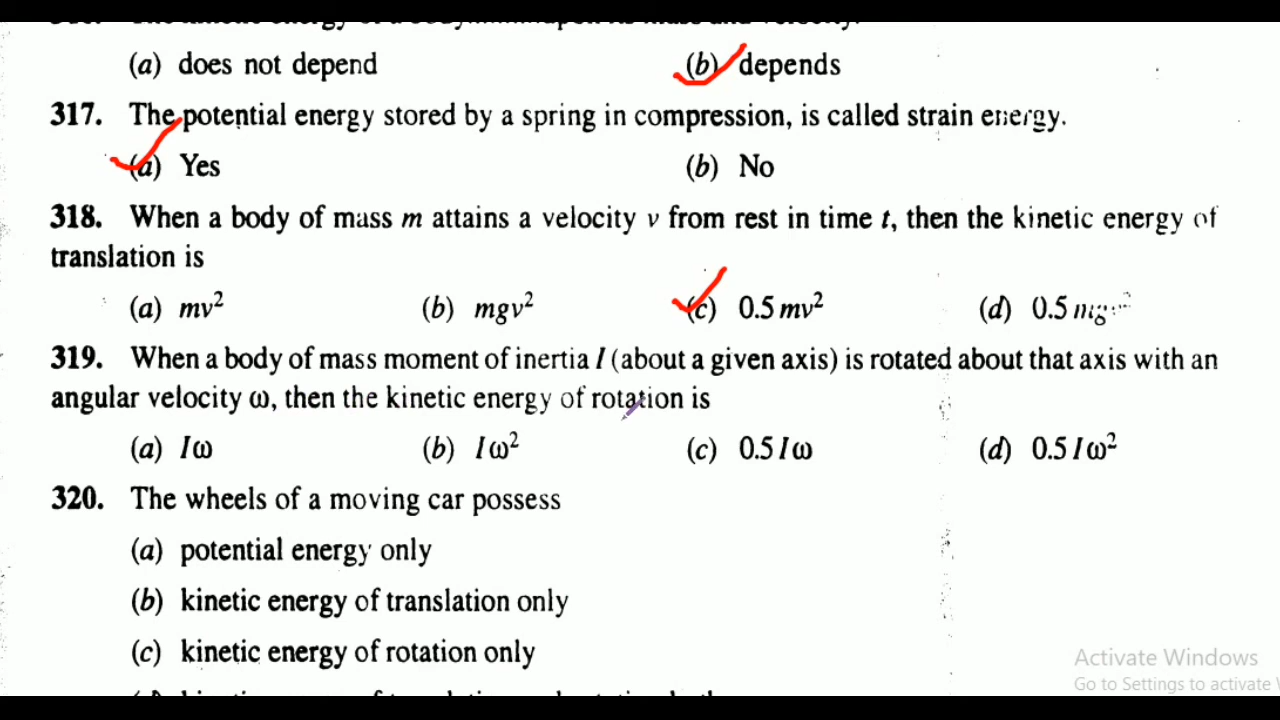 (a) does not depend (b) depends
317. The potential energy stored by a spring in compression, is called strain energy.
(a) Yes (b) No
318. When a body of mass m attains a velocity v from rest in time t, then the kinetic energy of
translation is
(a) mv² (b) mgv² (c) 0.5 mv² (d) 0.5
319. When a body of mass moment of inertia I (about a given axis) is rotated about that axis with an
angular velocity ω, then the kinetic energy of rotation is
(a) Iω (b) Iω² (c) 0.5 Iω (d) 0.5 Iω²
320. The wheels of a moving car possess
(a) potential energy only
(b) kinetic energy of translation only
(c) kinetic energy of rotation only
Activate Windows
Go to Settings to activate